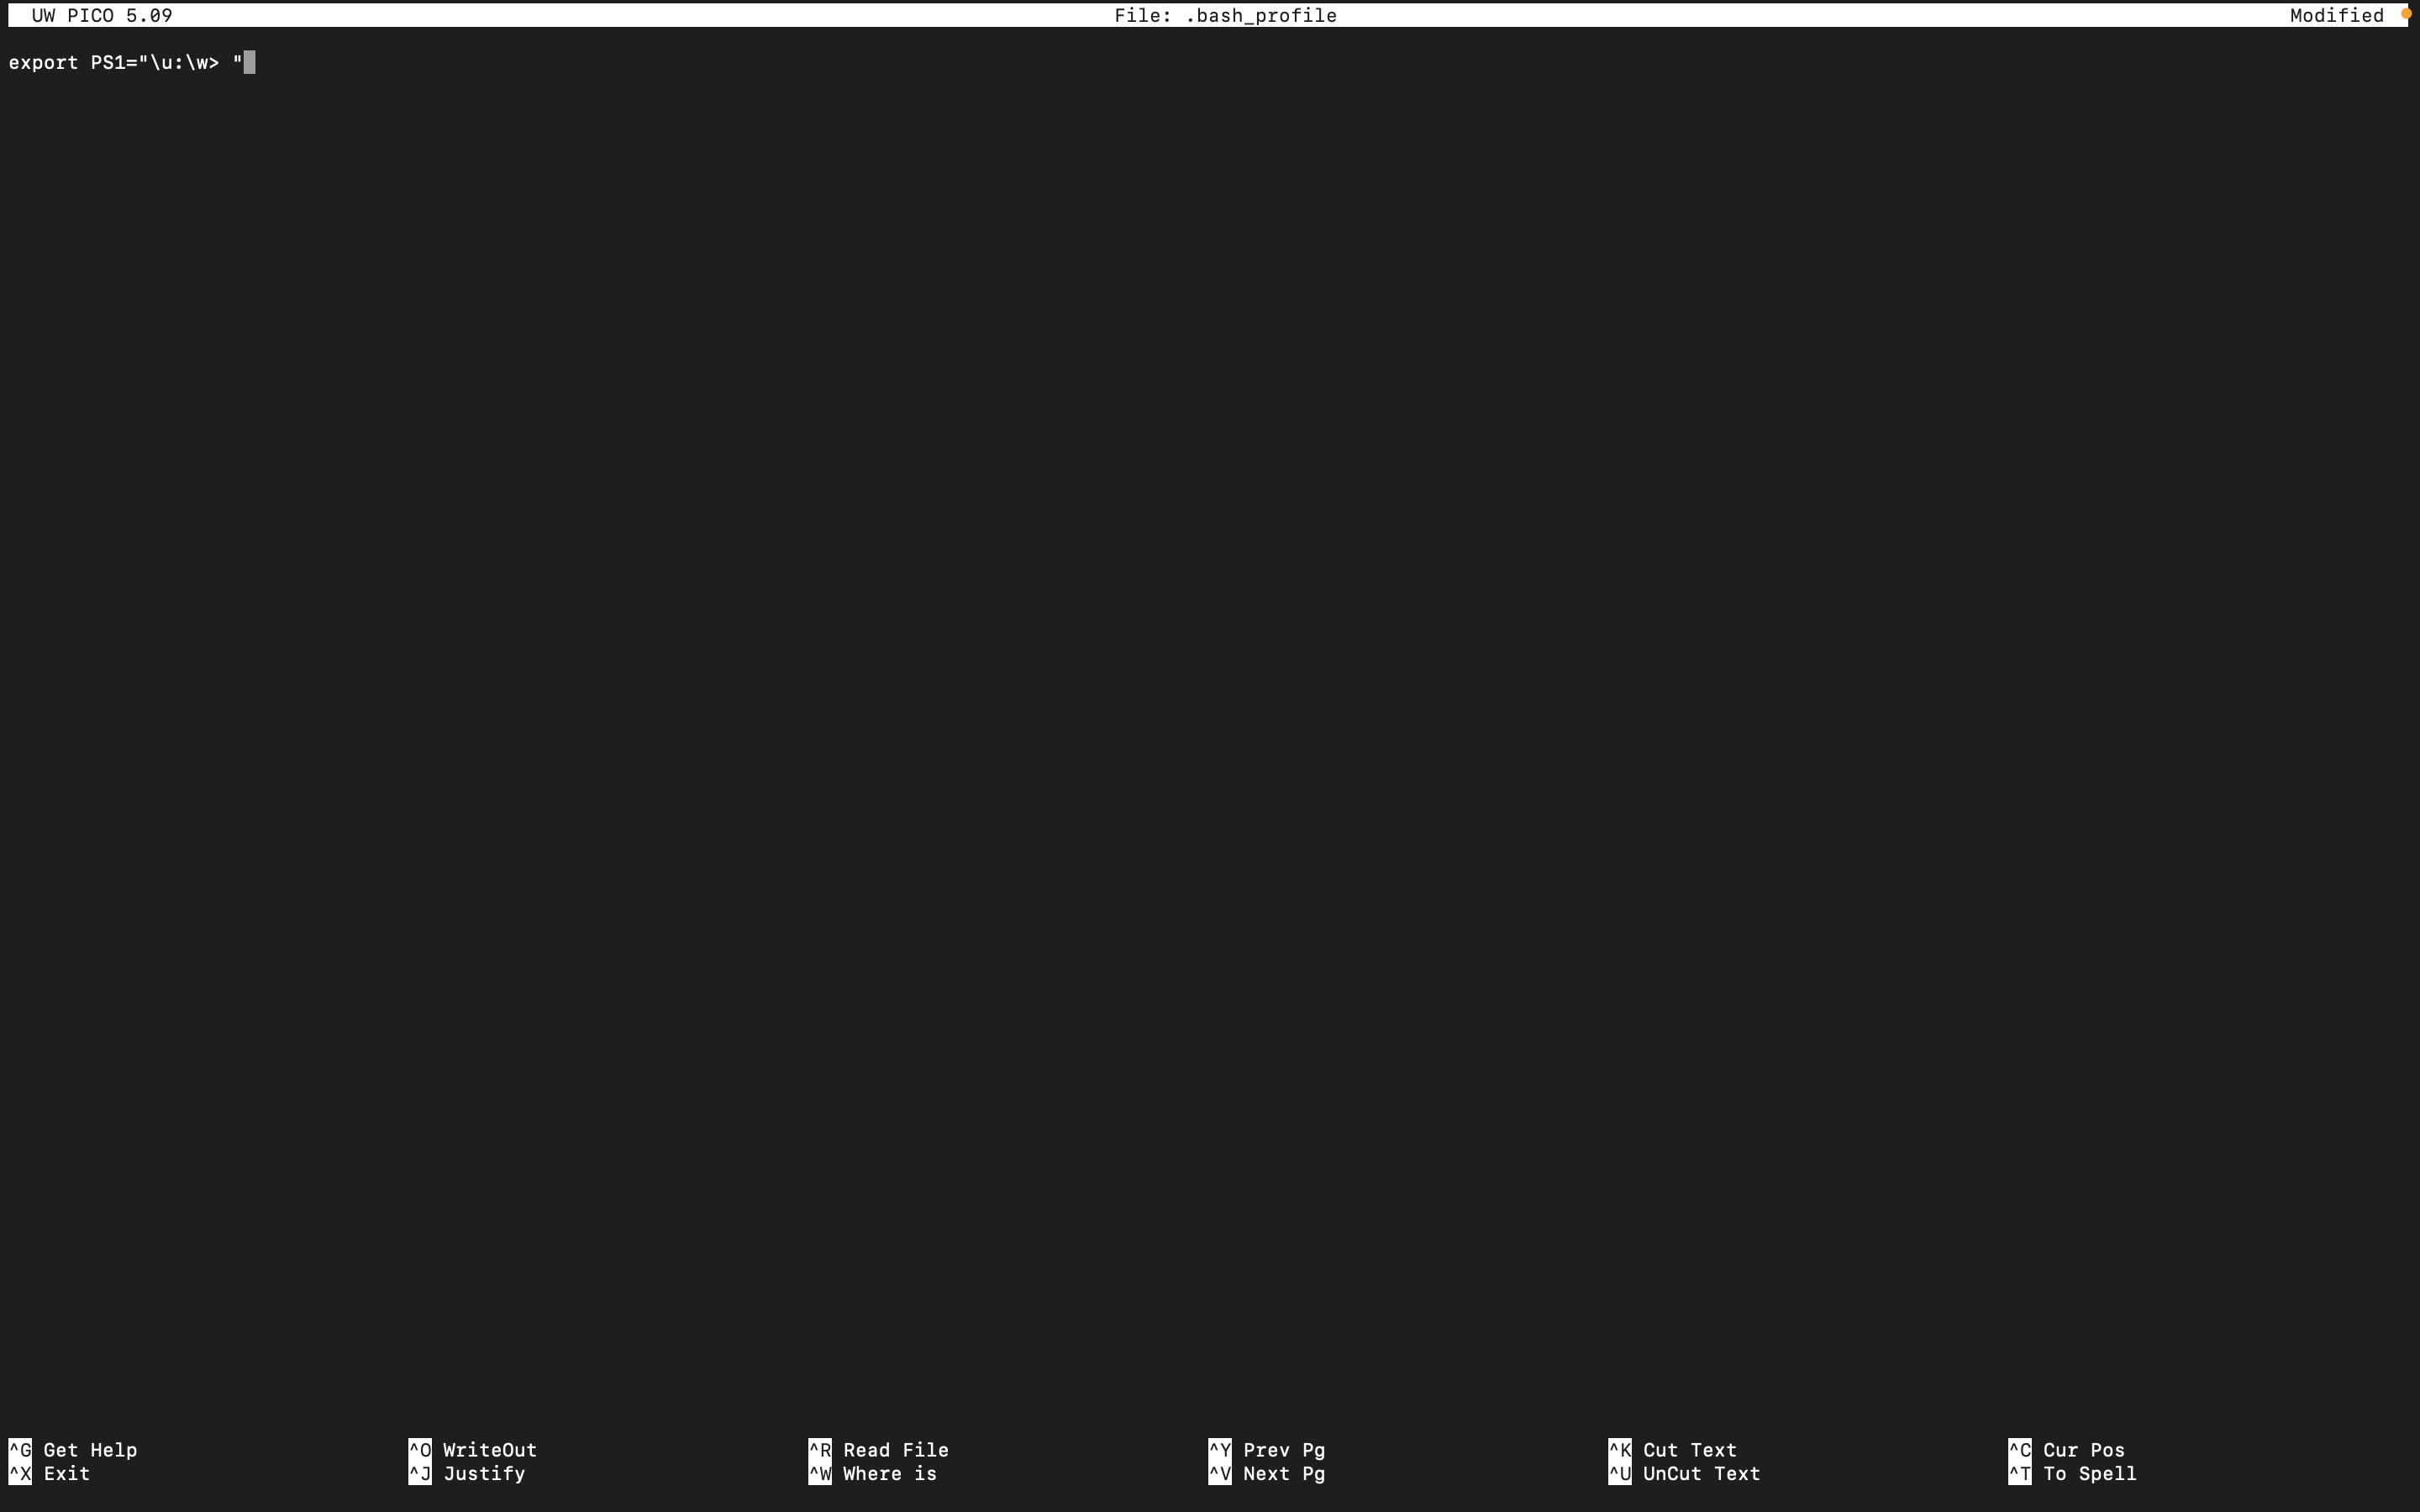 UW PICO 5.09 File: .bash_profile Modified
export PS1="\u:\w> "
^G Get Help ^O WriteOut ^R Read File ^Y Prev Pg ^K Cut Text ^C Cur Pos
^X Exit ^J Justify ^W Where is ^V Next Pg ^U UnCut Text ^T To Spell